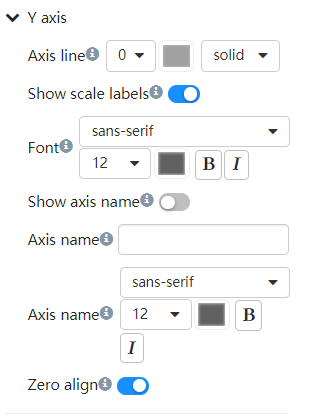 Y axis
Axis line 0 solid
Show scale labels
sans-serif
Font
12 B I
Show axis name
Axis name
sans-serif
Axis name 12 B
I
Zero align